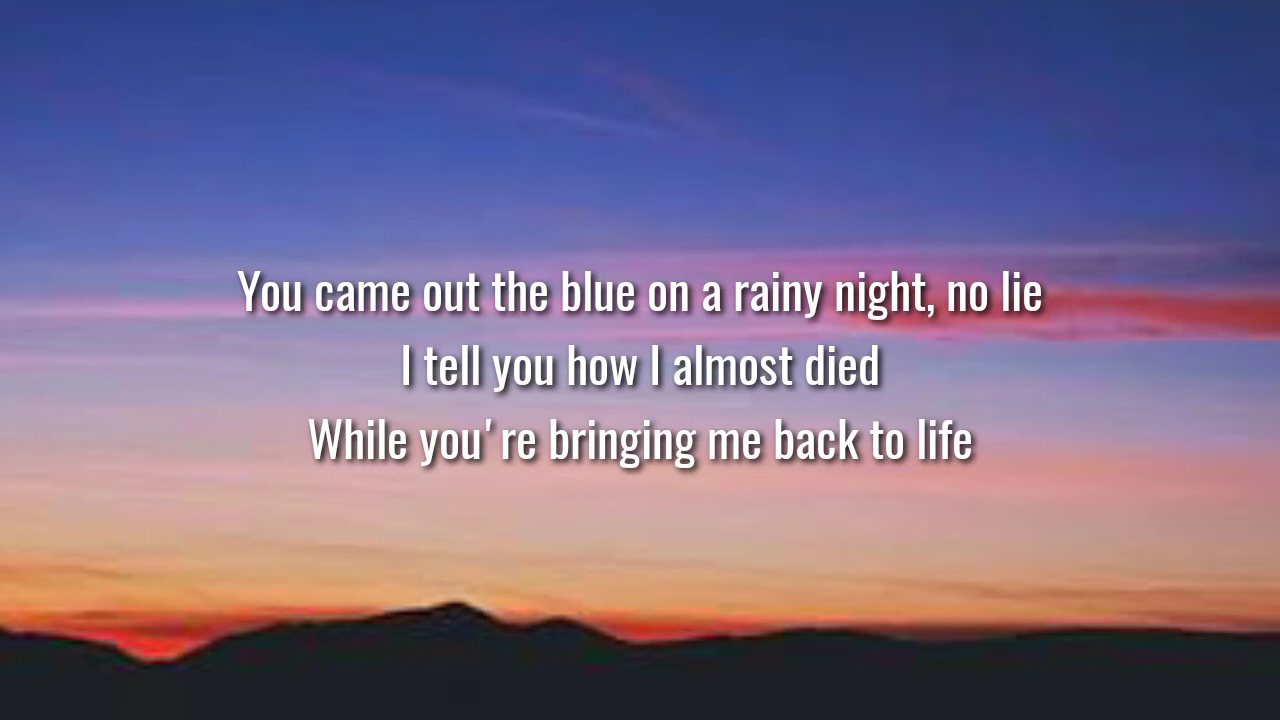 You came out the blue on a rainy night, no lie
I tell you how I almost died
While you're bringing me back to life